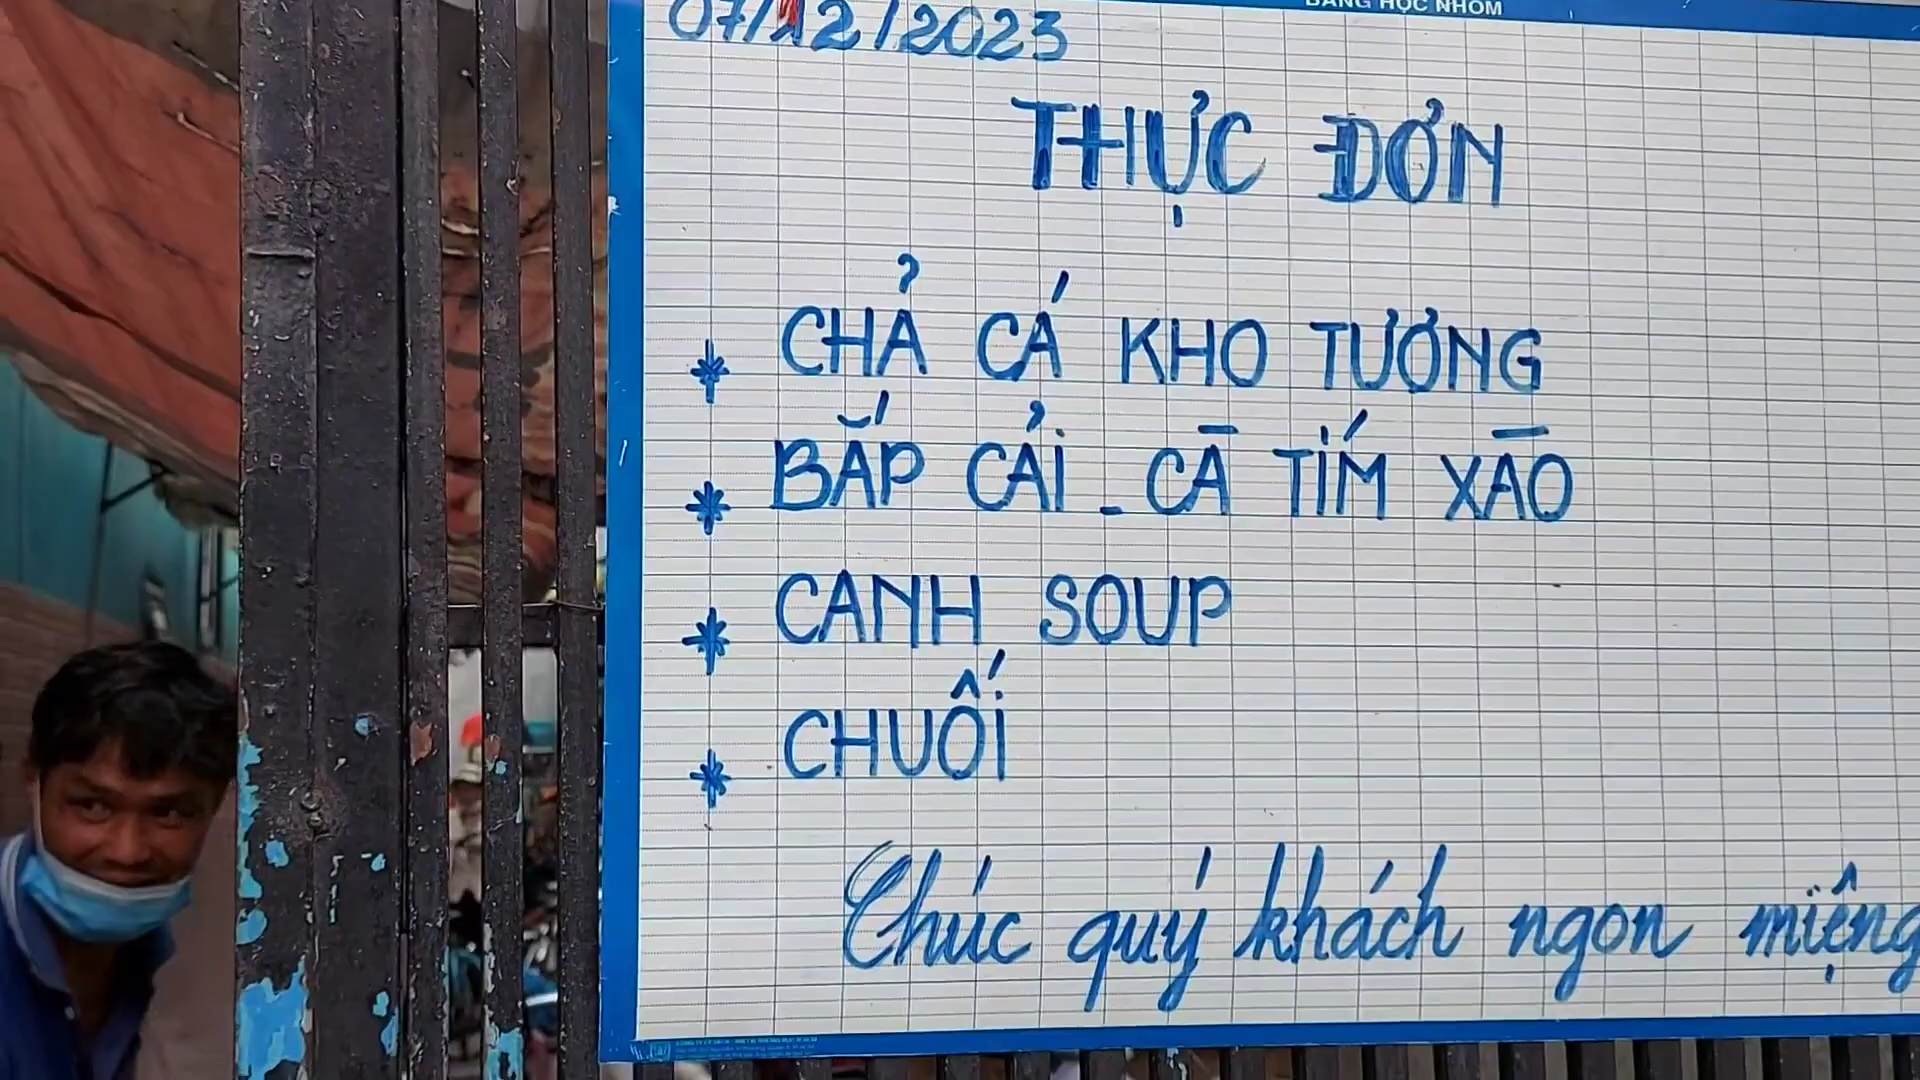 BẢNG HỌC NHÓM
07/12/2023
THỰC ĐƠN
* CHẢ CÁ KHO TƯƠNG
* BẮP CẢI - CÀ TÍM XÀO
* CANH SOUP
* CHUỐI
Chúc quý khách ngon miệng